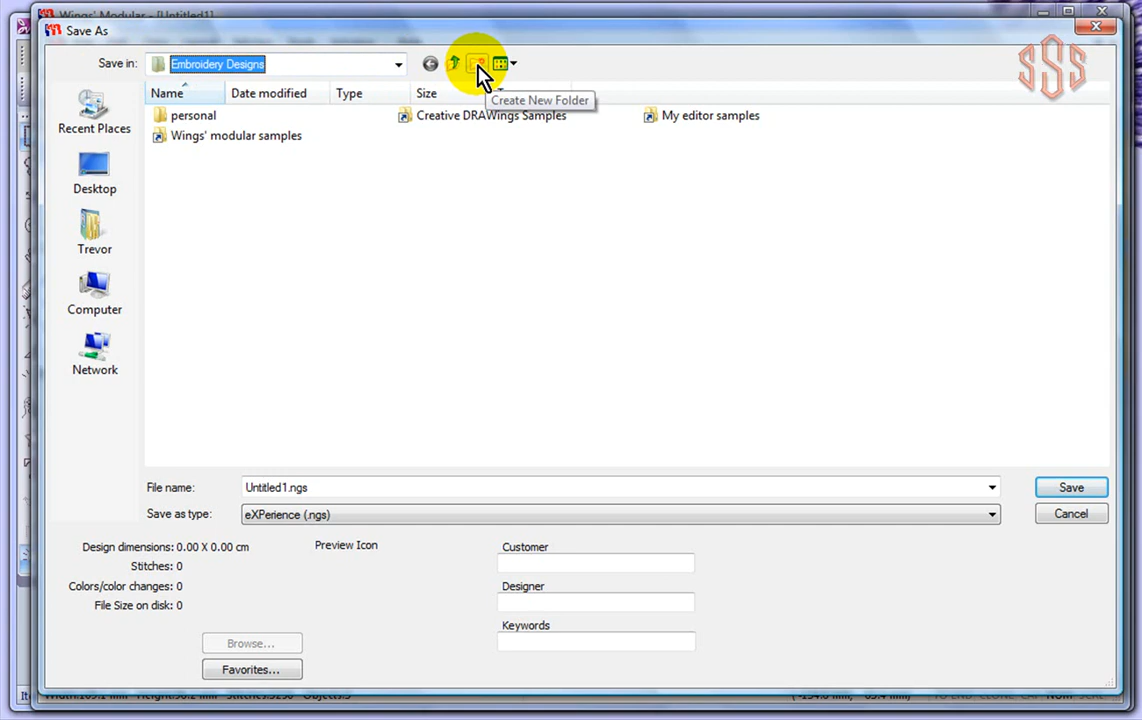 Wings' Modular - [Untitled1]
Save As
SSS
Save in: Embroidery Designs
Create New Folder
Name Date modified Type Size
personal Creative DRAWings Samples My editor samples
Wings' modular samples
Recent Places
Desktop
Trevor
Computer
Network
File name: Untitled1.ngs Save
Save as type: eXPerience (.ngs) Cancel
Design dimensions: 0.00 X 0.00 cm Preview Icon Customer
Stitches: 0
Colors/color changes: 0 Designer
File Size on disk: 0
Keywords
Browse...
Favorites...